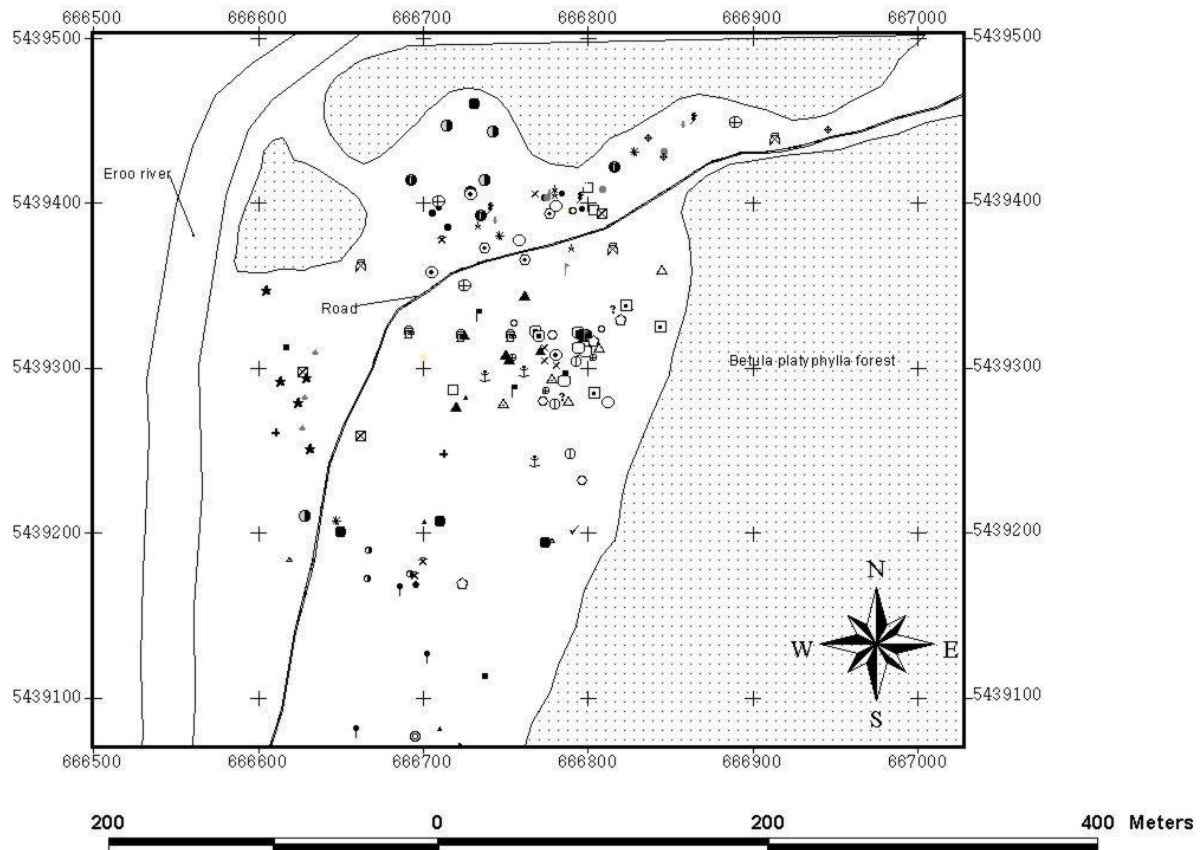 666500 666600 666700 666800 666900 667000
5439500 5439500
Eroo river
5439400 5439400
Road
5439300 Betula platyphylla forest 5439300
5439200 5439200
N
W E
S
5439100 5439100
666500 666600 666700 666800 666900 667000
200 0 200 400 Meters